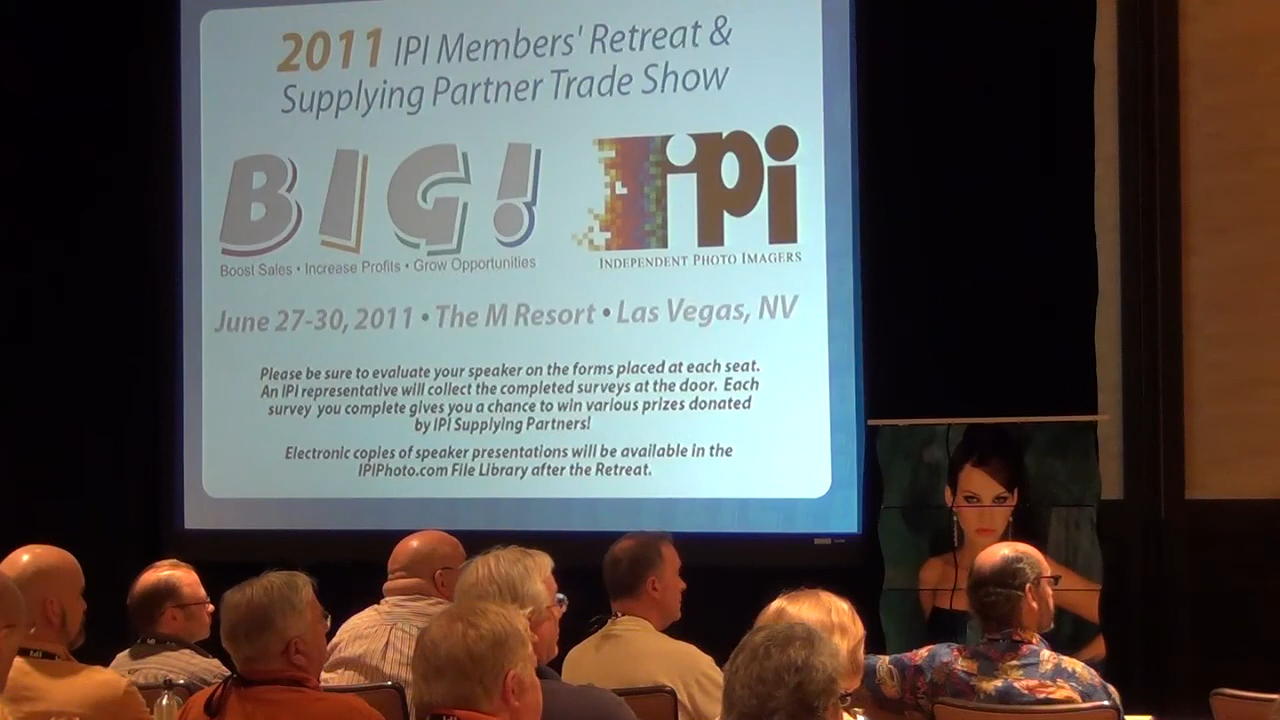 2011 IPI Members' Retreat &
Supplying Partner Trade Show
BIG!
Boost Sales • Increase Profits • Grow Opportunities
ipi
INDEPENDENT PHOTO IMAGERS
June 27-30, 2011 • The M Resort • Las Vegas, NV
Please be sure to evaluate your speaker on the forms placed at each seat.
An IPI representative will collect the completed surveys at the door. Each
survey you complete gives you a chance to win various prizes donated
by IPI Supplying Partners!
Electronic copies of speaker presentations will be available in the
IPIPhoto.com File Library after the Retreat.